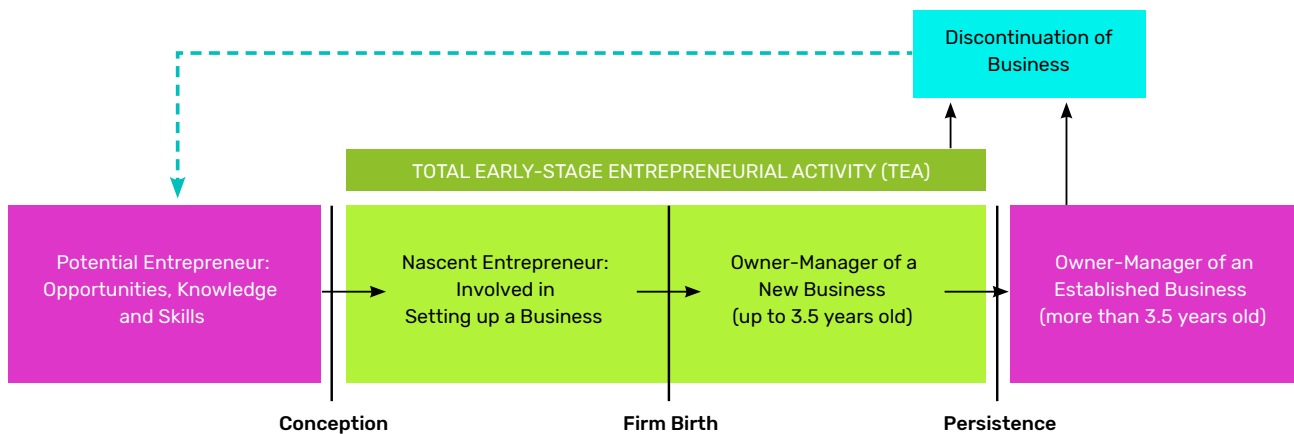 Discontinuation of
Business
TOTAL EARLY-STAGE ENTREPRENEURIAL ACTIVITY (TEA)
Potential Entrepreneur:
Opportunities, Knowledge
and Skills
Nascent Entrepreneur:
Involved in
Setting up a Business
Owner-Manager of a
New Business
(up to 3.5 years old)
Owner-Manager of an
Established Business
(more than 3.5 years old)
Conception
Firm Birth
Persistence